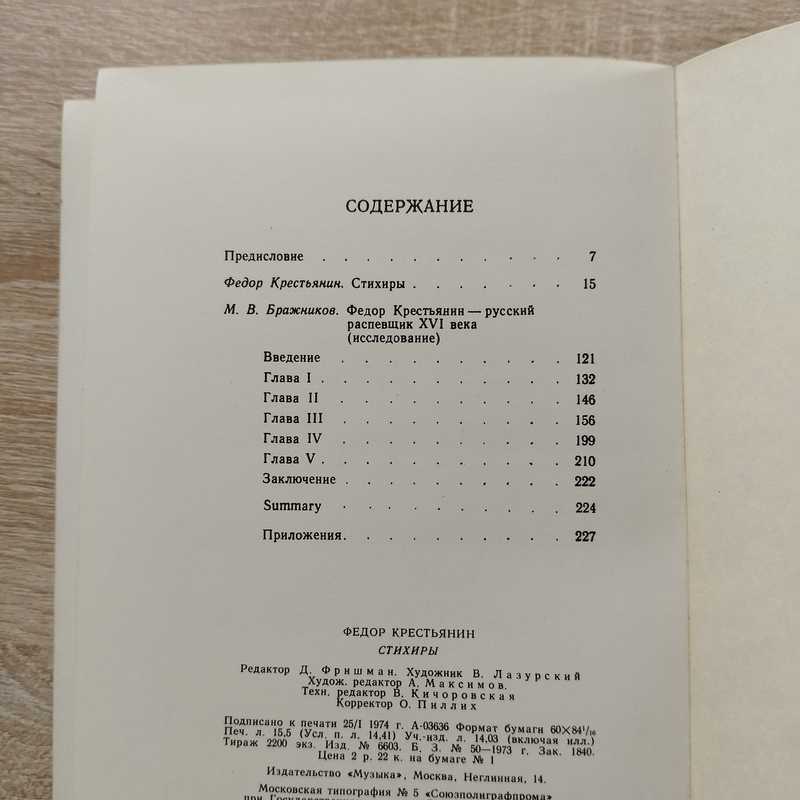 СОДЕРЖАНИЕ
Предисловие . . . . . . . . . . . 7
Федор Крестьянин. Стихиры . . . . . . . 15
М. В. Бражников. Федор Крестьянин — русский
распевщик XVI века
(исследование)
Введение . . . . . . . . . . 121
Глава I . . . . . . . . . . . 132
Глава II . . . . . . . . . . 146
Глава III . . . . . . . . . . 156
Глава IV . . . . . . . . . . 199
Глава V . . . . . . . . . . . 210
Заключение . . . . . . . . . . 222
Summary . . . . . . . . . . 224
Приложения. . . . . . . . . . 227
ФЕДОР КРЕСТЬЯНИН
СТИХИРЫ
Редактор Д. Фришман. Художник В. Лазурский
Худож. редактор А. Максимов.
Техн. редактор В. Кичоровская
Корректор О. Пиллих
Подписано к печати 25/I 1974 г. А-03636 Формат бумаги 60×84¹/₁₆
Печ. л. 15,5 (Усл. п. л. 14,41) Уч.-изд. л. 14,03 (включая илл.)
Тираж 2200 экз. Изд. № 6603. Б. З. № 50—1973 г. Зак. 1840.
Цена 2 р. 22 к. на бумаге № 1
Издательство «Музыка», Москва, Неглинная, 14.
Московская типография № 5 «Союзполиграфпрома»
при Государственном